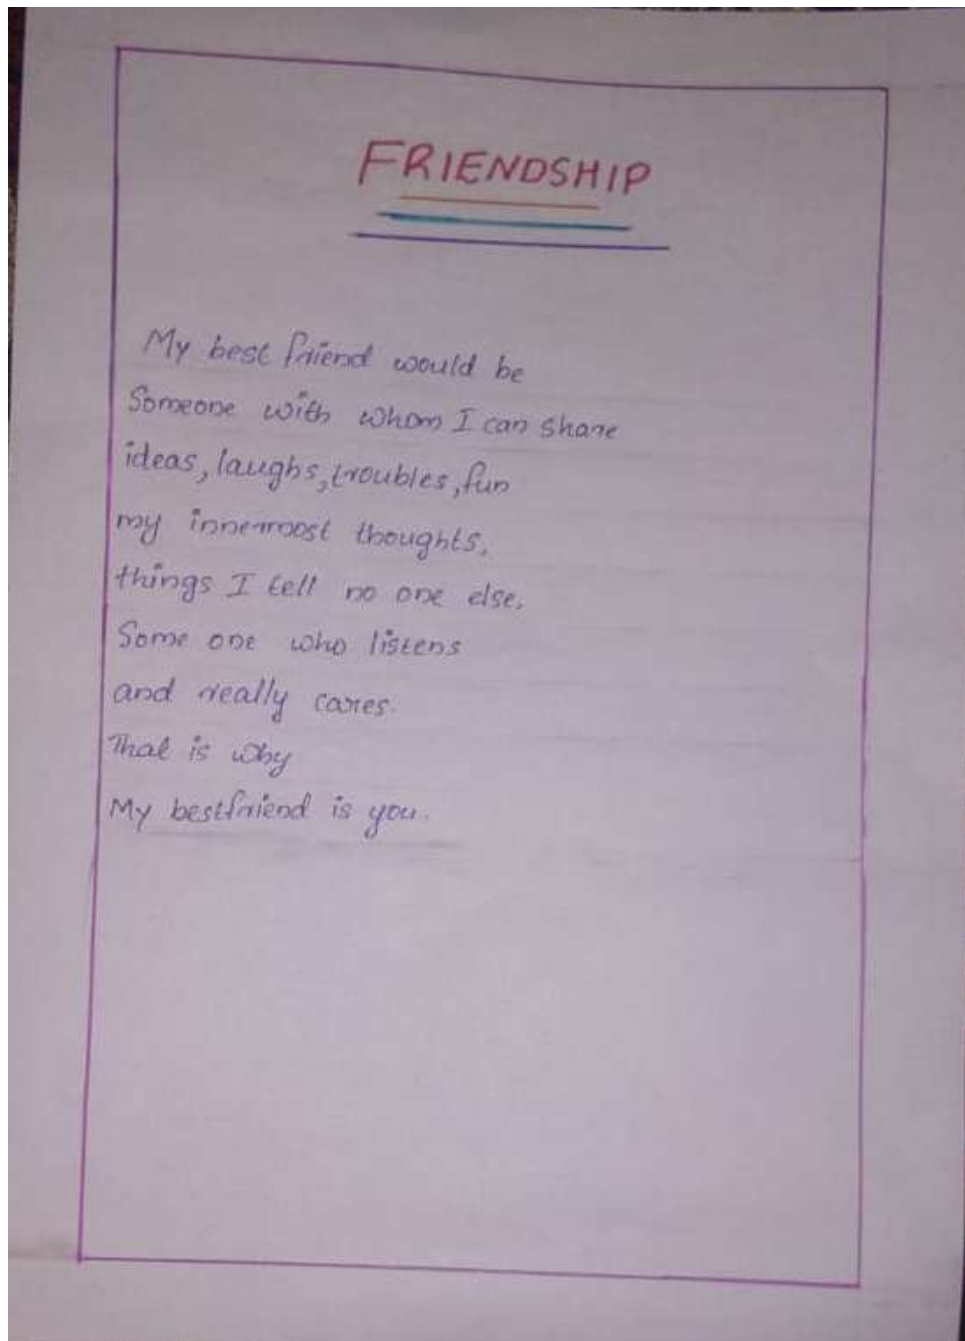 FRIENDSHIP
My best friend would be
Someone with whom I can share
ideas, laughs, troubles, fun
my innermost thoughts,
things I tell no one else,
Some one who listens
and really cares.
That is why
My bestfriend is you.